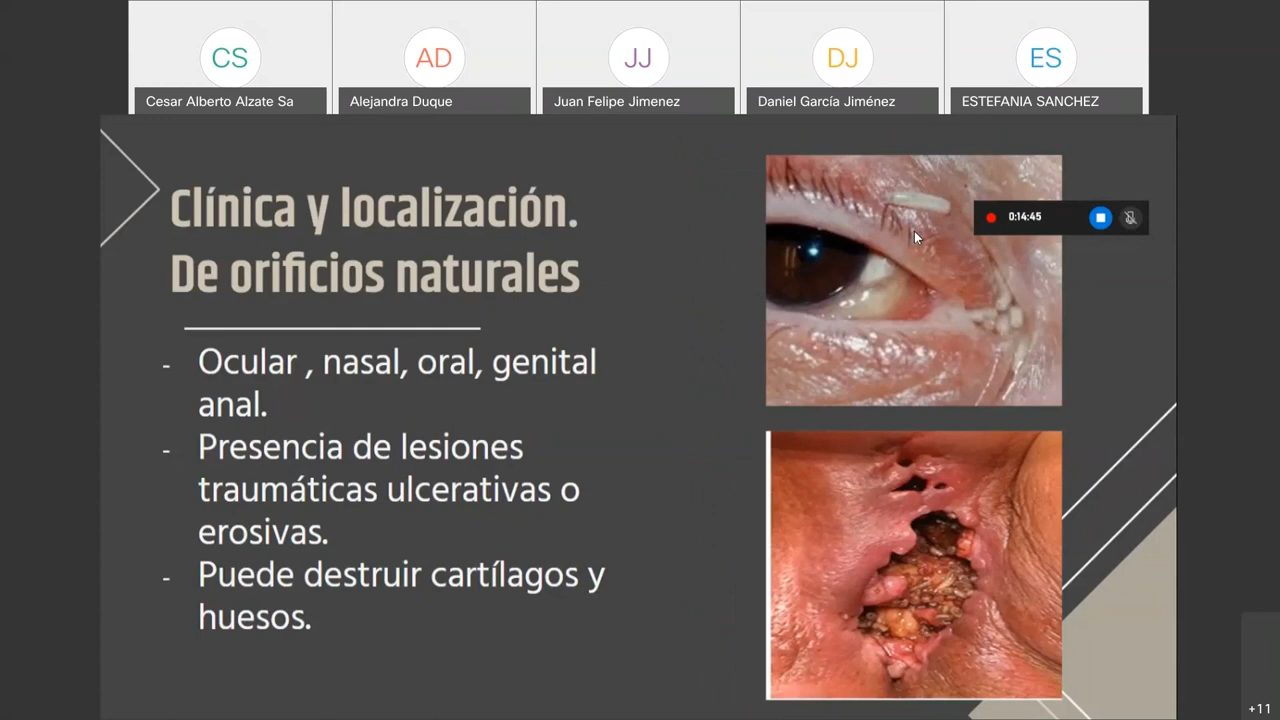 CS
AD
JJ
DJ
ES
Cesar Alberto Alzate Sa
Alejandra Duque
Juan Felipe Jimenez
Daniel García Jiménez
ESTEFANIA SANCHEZ
Clínica y localización.
De orificios naturales
0:14:45
- Ocular , nasal, oral, genital
anal.
- Presencia de lesiones
traumáticas ulcerativas o
erosivas.
- Puede destruir cartílagos y
huesos.
+11